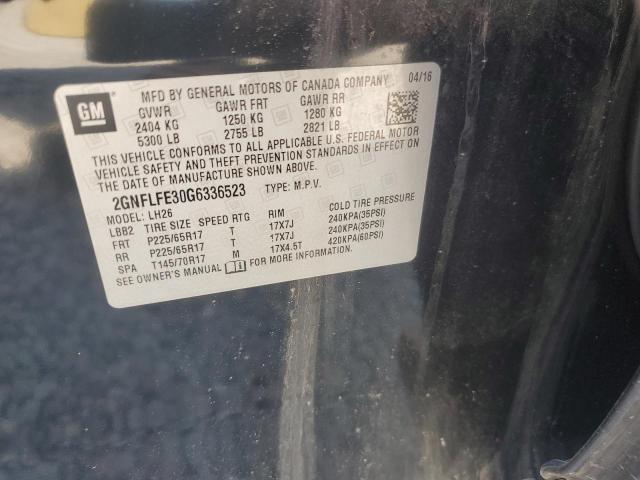 GM
MFD BY GENERAL MOTORS OF CANADA COMPANY 04/16
GVWR GAWR FRT GAWR RR
2404 KG 1250 KG 1280 KG
5300 LB 2755 LB 2821 LB
THIS VEHICLE CONFORMS TO ALL APPLICABLE U.S. FEDERAL MOTOR
VEHICLE SAFETY AND THEFT PREVENTION STANDARDS IN EFFECT
ON THE DATE OF MANUFACTURE SHOWN ABOVE.
2GNFLFE30G6336523 TYPE: M.P.V.
MODEL: LH26 COLD TIRE PRESSURE
LBB2 TIRE SIZE SPEED RTG RIM
FRT P225/65R17 T 17X7J 240KPA(35PSI)
RR P225/65R17 T 17X7J 240KPA(35PSI)
SPA T145/70R17 M 17X4.5T 420KPA(60PSI)
SEE OWNER'S MANUAL FOR MORE INFORMATION.